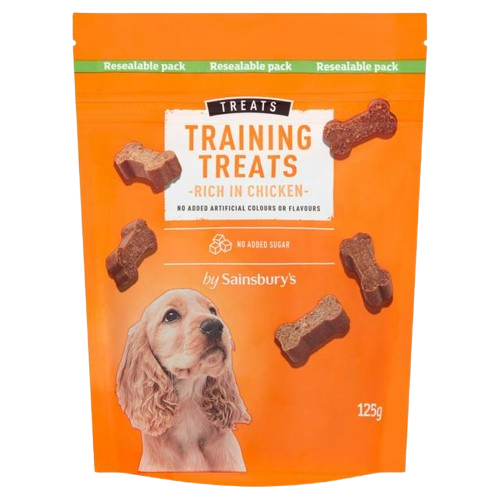 Resealable pack Resealable pack Resealable pack
TREATS
TRAINING
TREATS
-RICH IN CHICKEN-
NO ADDED ARTIFICIAL COLOURS OR FLAVOURS
NO ADDED SUGAR
by Sainsbury's
125g